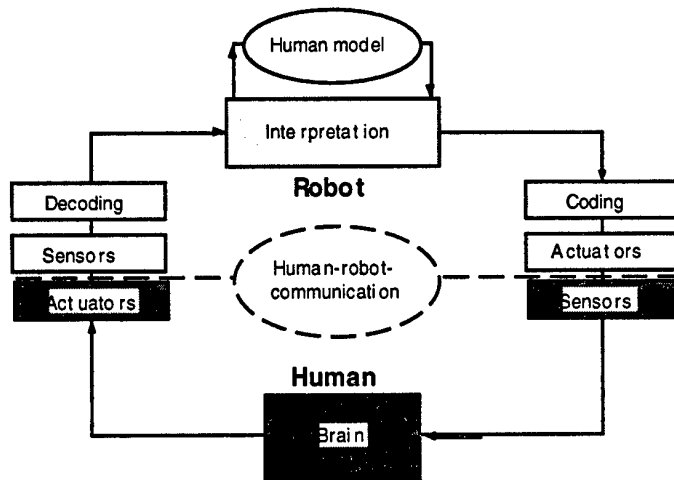 Human model
Interpretation
Robot
Decoding
Coding
Sensors
Actuators
Human-robot-
communication
Actuators
Sensors
Human
Brain